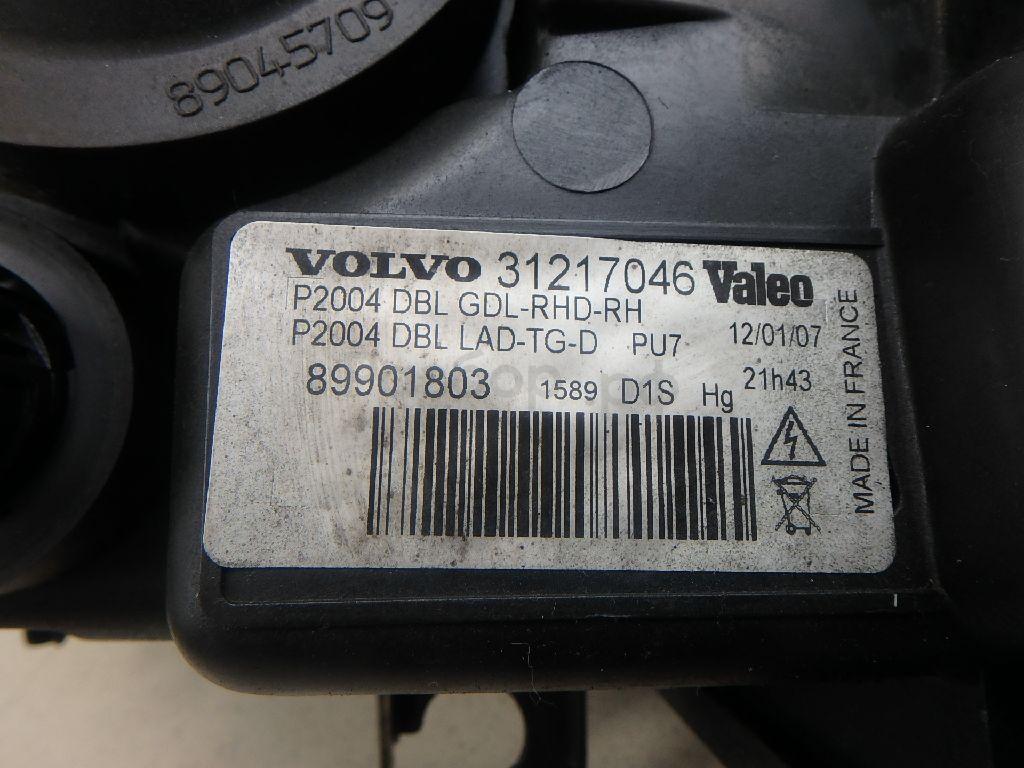 89045709
VOLVO 31217046 Valeo
P2004 DBL GDL-RHD-RH
P2004 DBL LAD-TG-D PU7 12/01/07
89901803 1589 D1S Hg 21h43
MADE IN FRANCE